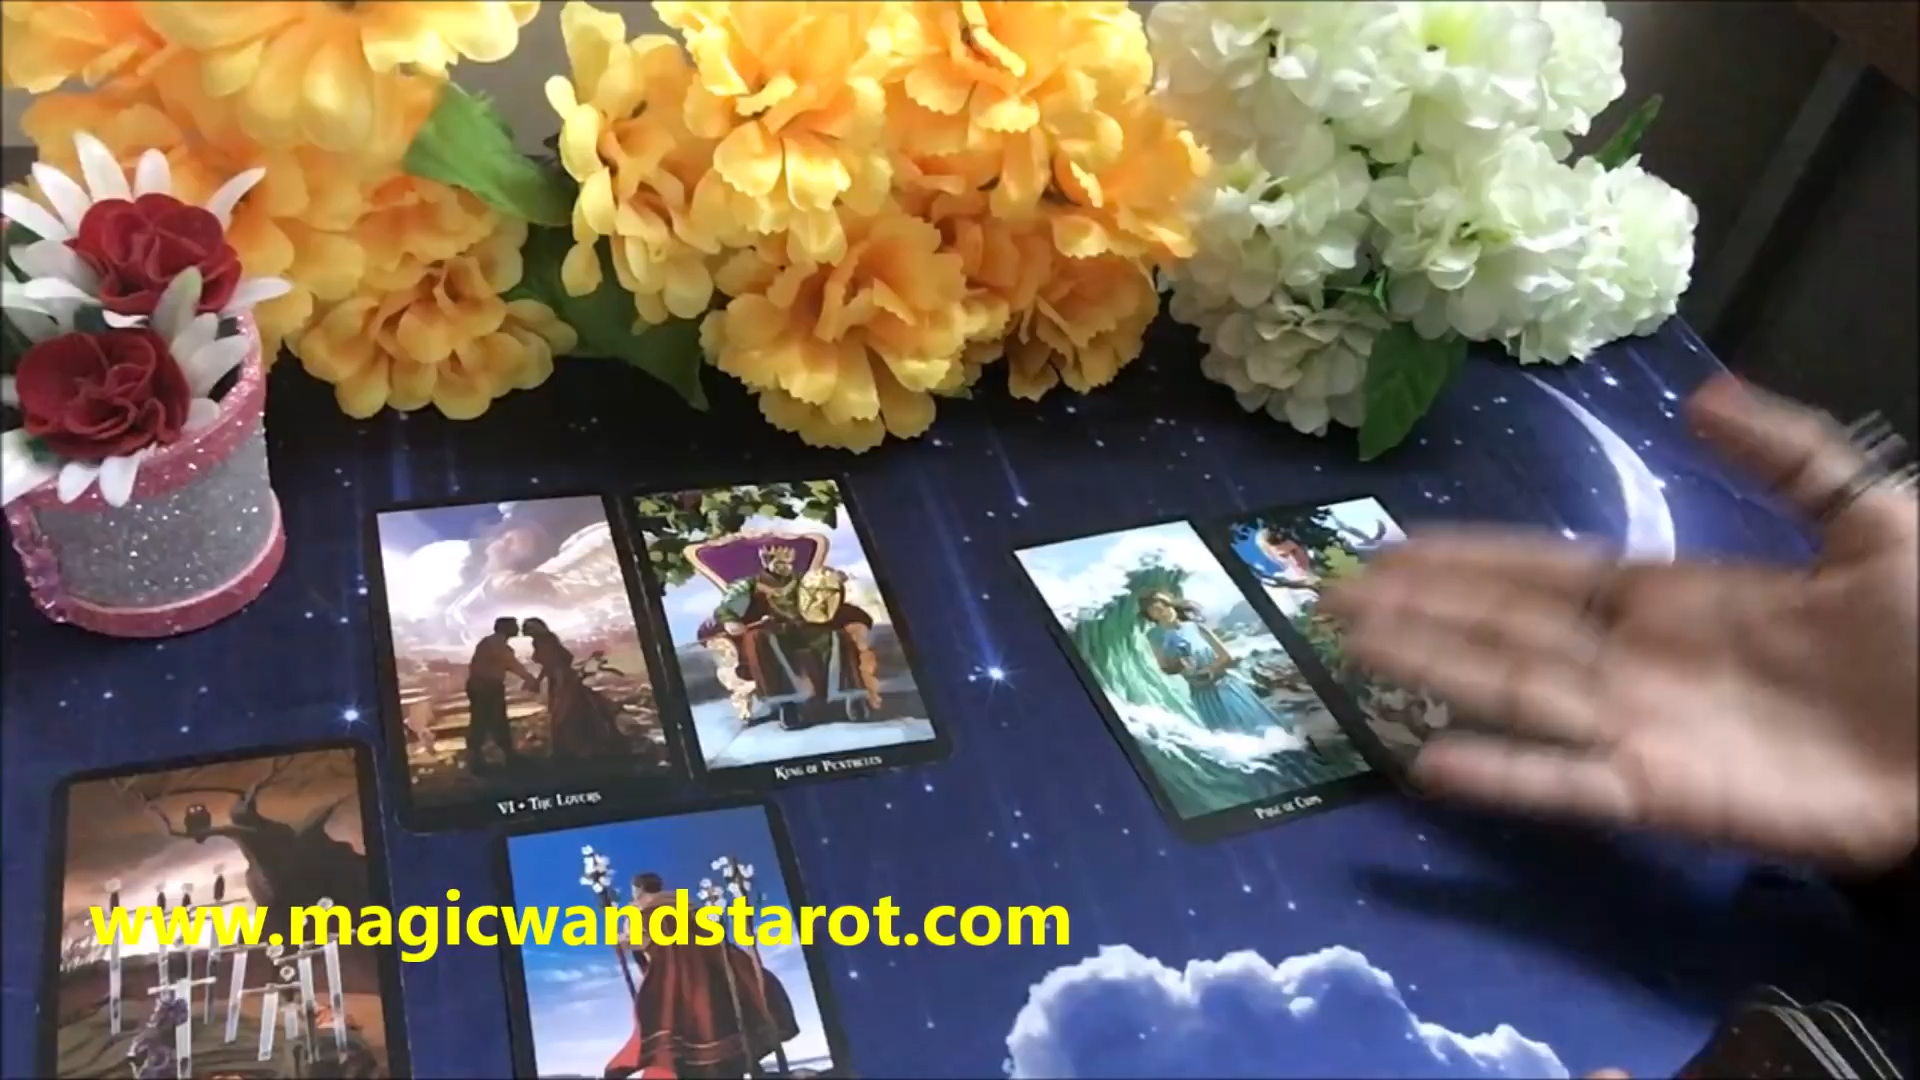 King of Pentacles
VI • The Lovers
Page of Cups
www.magicwandstarot.com